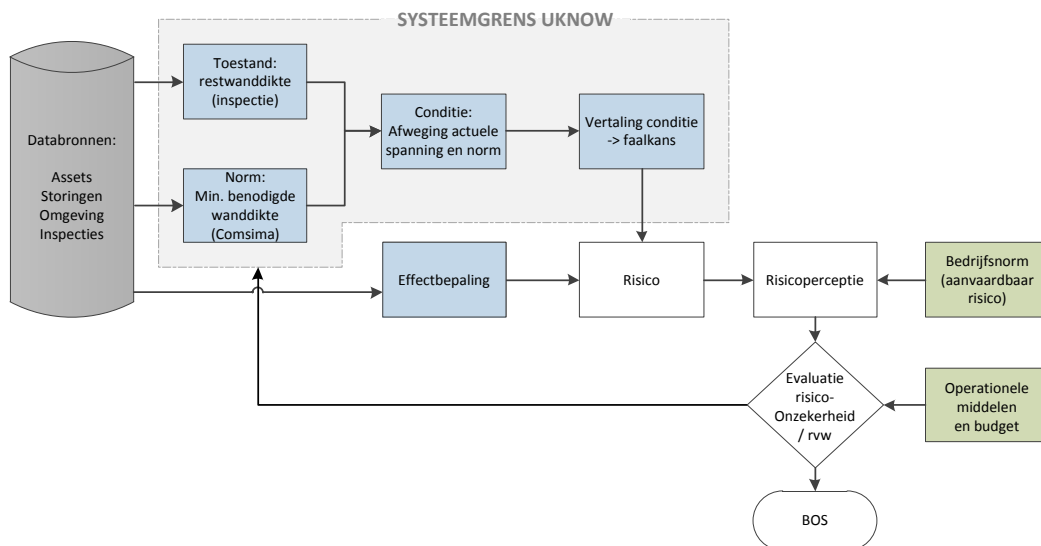 SYSTEEMGRENS UKNOW
Databronnen:
Assets
Storingen
Omgeving
Inspecties
Toestand:
restwanddikte
(inspectie)
Norm:
Min. benodigde
wanddikte
(Comsima)
Conditie:
Afweging actuele
spanning en norm
Vertaling conditie
-> faalkans
Effectbepaling
Risico
Risicoperceptie
Bedrijfsnorm
(aanvaardbaar
risico)
Evaluatie
risico-
Onzekerheid
/ rvw
Operationele
middelen
en budget
BOS